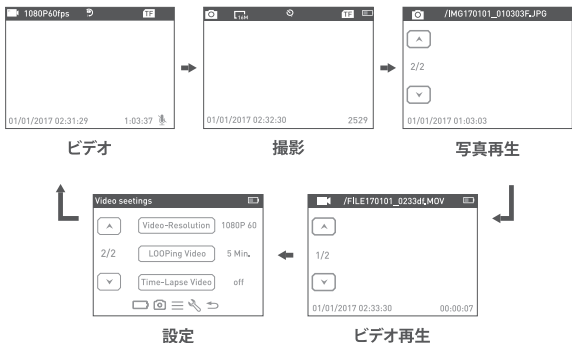 1080P60fps TF
01/01/2017 02:31:29 1:03:37
ビデオ
16M TF
01/01/2017 02:32:30 2529
撮影
/IMG170101_010303F.JPG
2/2
01/01/2017 01:03:03
写真再生
Video seetings
Video-Resolution 1080P 60
2/2 LOOPing Video 5 Min.
Time-Lapse Video off
設定
/FILE170101_0233df.MOV
1/2
01/01/2017 02:33:30 00:00:07
ビデオ再生